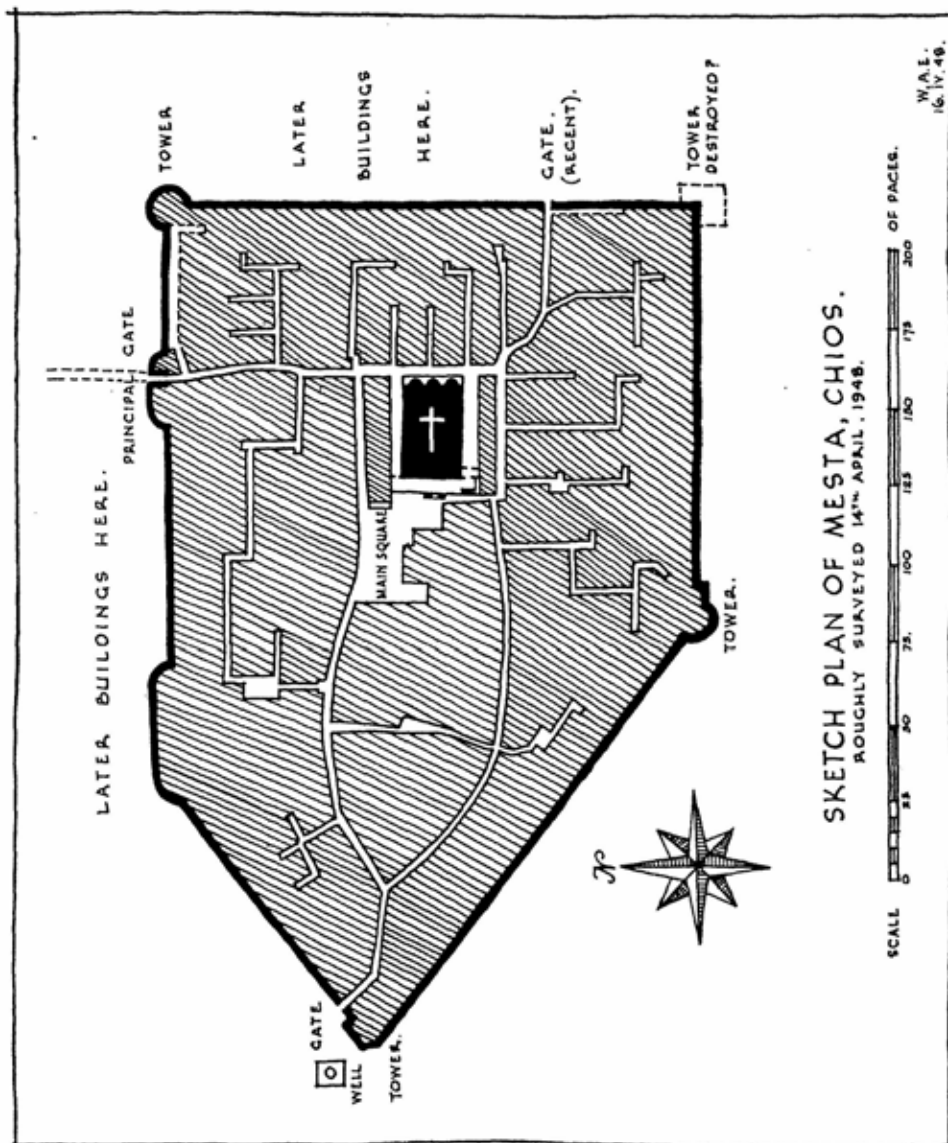 TOWER
LATER
BUILDINGS
HERE.
GATE.
(RECENT).
TOWER
DESTROYED?
PRINCIPAL GATE
LATER BUILDINGS HERE.
MAIN SQUARE
TOWER.
GATE
WELL
TOWER.
N
SKETCH PLAN OF MESTA, CHIOS.
ROUGHLY SURVEYED 14TH APRIL. 1948.
SCALE 0 25 50 75 100 125 150 175 200 OF PACES.
W.A.E.
16.IV.48.